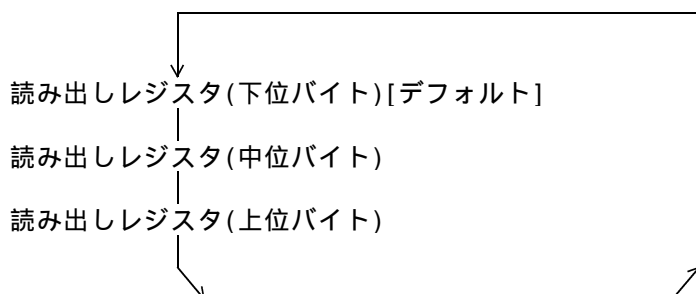 読み出しレジスタ(下位バイト)[デフォルト]
読み出しレジスタ(中位バイト)
読み出しレジスタ(上位バイト)